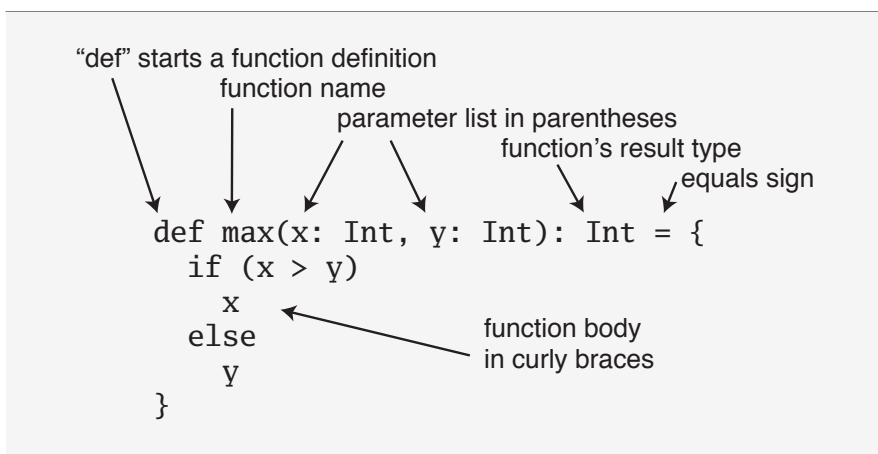 “def” starts a function definition
function name
parameter list in parentheses
function’s result type
equals sign
def max(x: Int, y: Int): Int = {
if (x > y)
x
else
y
}
function body
in curly braces